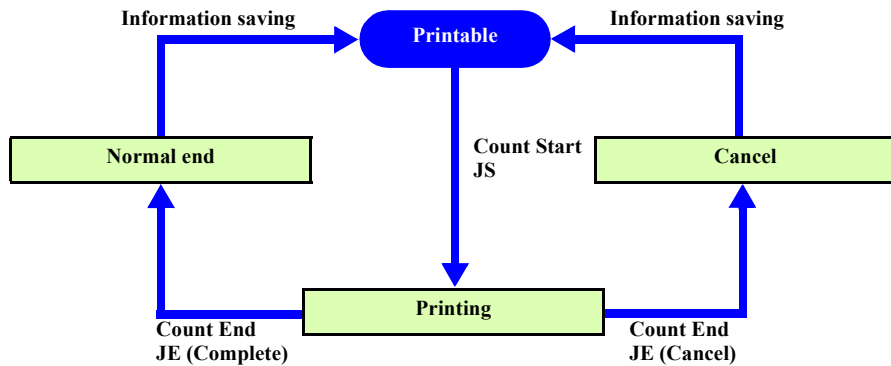 Information saving
Information saving
Printable
Normal end
Count Start
JS
Cancel
Printing
Count End
JE (Complete)
Count End
JE (Cancel)